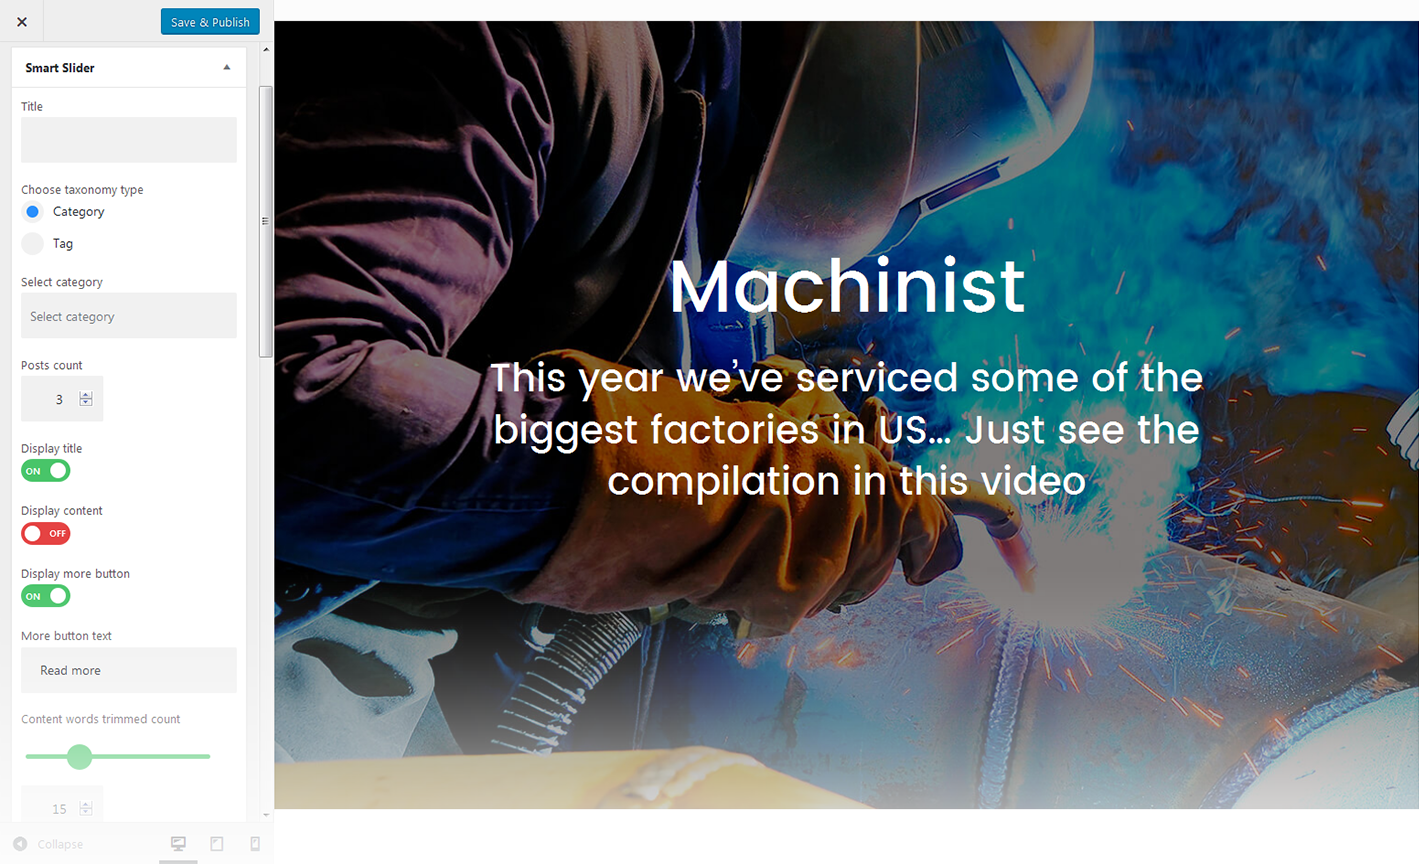 Save & Publish
Smart Slider
Title
Choose taxonomy type
Category
Tag
Select category
Select category
Posts count
3
Display title
ON
Display content
OFF
Display more button
ON
More button text
Read more
Content words trimmed count
15
Collapse
Machinist
This year we’ve serviced some of the
biggest factories in US... Just see the
compilation in this video